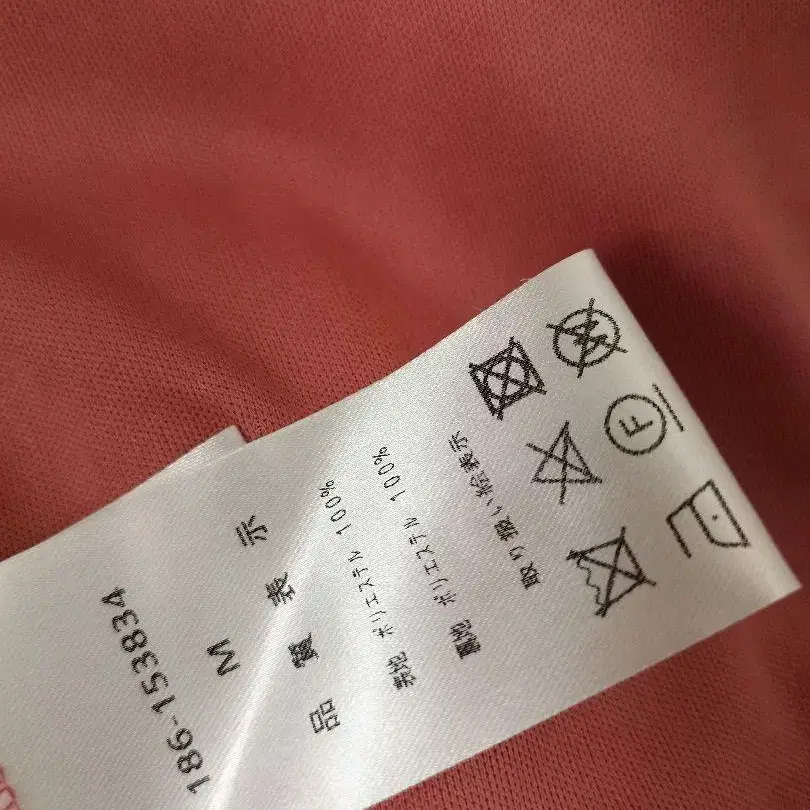 186-153834
M
品質表示
表地 ポリエステル 100%
裏地 ポリエステル 100%
取り扱い絵表示
F
W